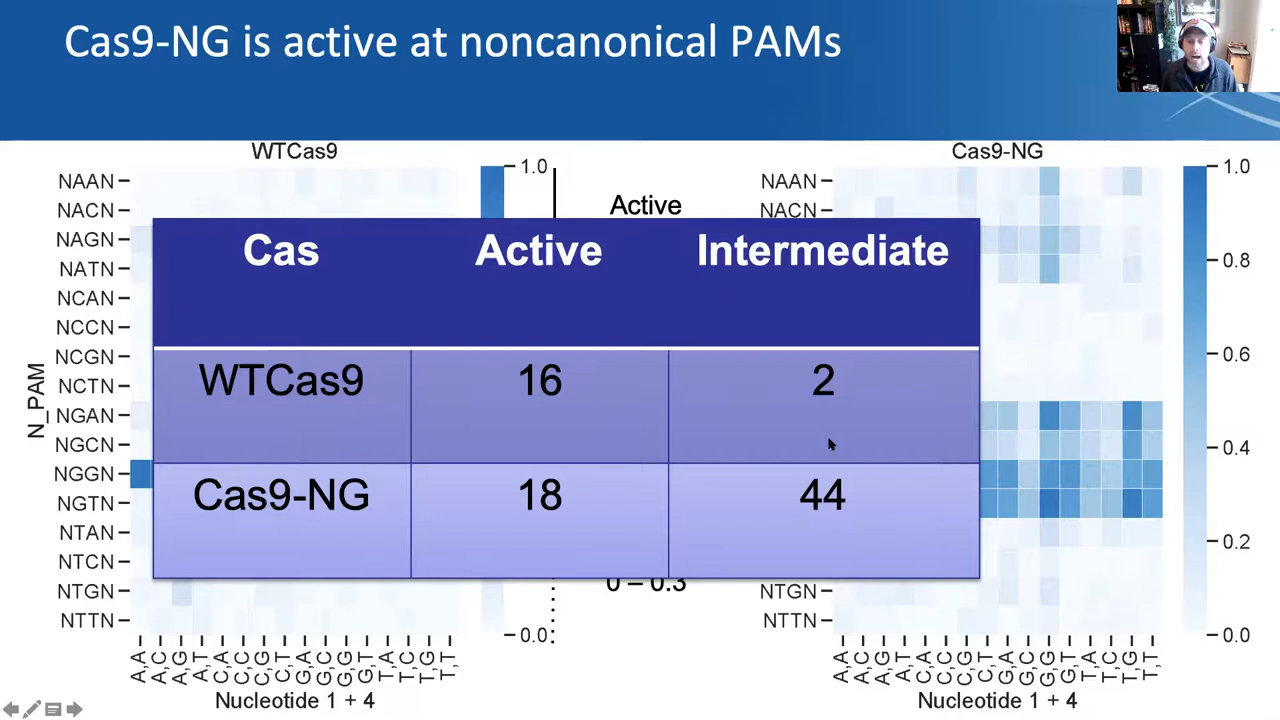 Cas9-NG is active at noncanonical PAMs
WTCas9
Cas9-NG
NAAN
NACN
NAGN
NATN
NCAN
NCCN
NCGN
NCTN
NGAN
NGCN
NGGN
NGTN
NTAN
NTCN
NTGN
NTTN
N_PAM
1.0
0.0
Active
0 – 0.3
Cas Active Intermediate
WTCas9 16 2
Cas9-NG 18 44
NAAN
NACN
NTGN
NTTN
1.0
0.8
0.6
0.4
0.2
0.0
A,A A,C A,G A,T C,A C,C C,G C,T G,A G,C G,G G,T T,A T,C T,G T,T
Nucleotide 1 + 4
A,A A,C A,G A,T C,A C,C C,G C,T G,A G,C G,G G,T T,A T,C T,G T,T
Nucleotide 1 + 4